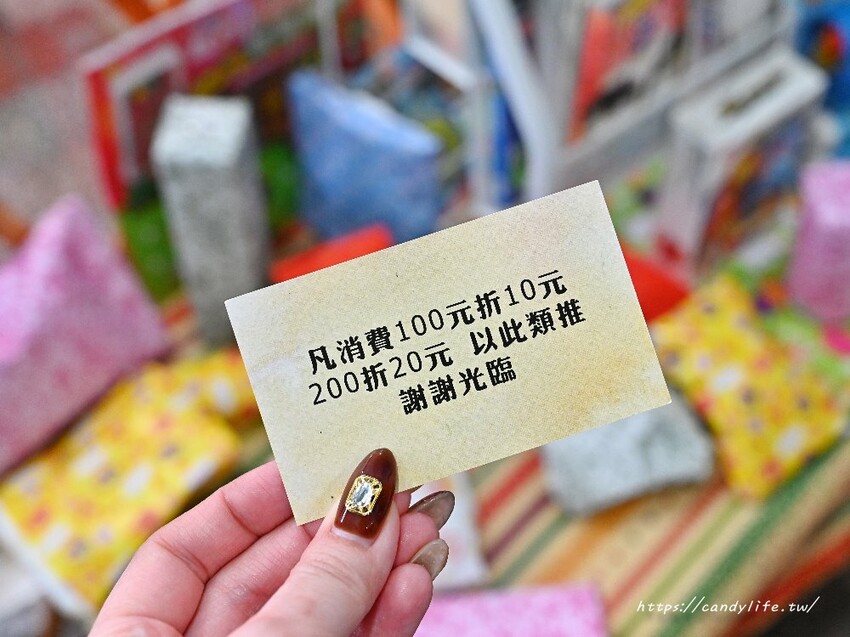 凡消費100元折10元
200折20元 以此類推
謝謝光臨
https://candylife.tw/